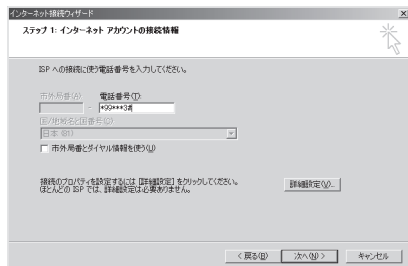 インターネット接続ウィザード
ステップ 1: インターネット アカウントの接続情報
ISP への接続に使う電話番号を入力してください。
市外局番(A): 電話番号(T):
- *99***3#
国/地域名と国番号(O)
日本 (81)
市外局番とダイヤル情報を使う(U)
接続のプロパティを設定するには [詳細設定] をクリックしてください。
ほとんどの ISP では、詳細設定は必要ありません。
詳細設定(V)...
< 戻る(B) 次へ(N) > キャンセル